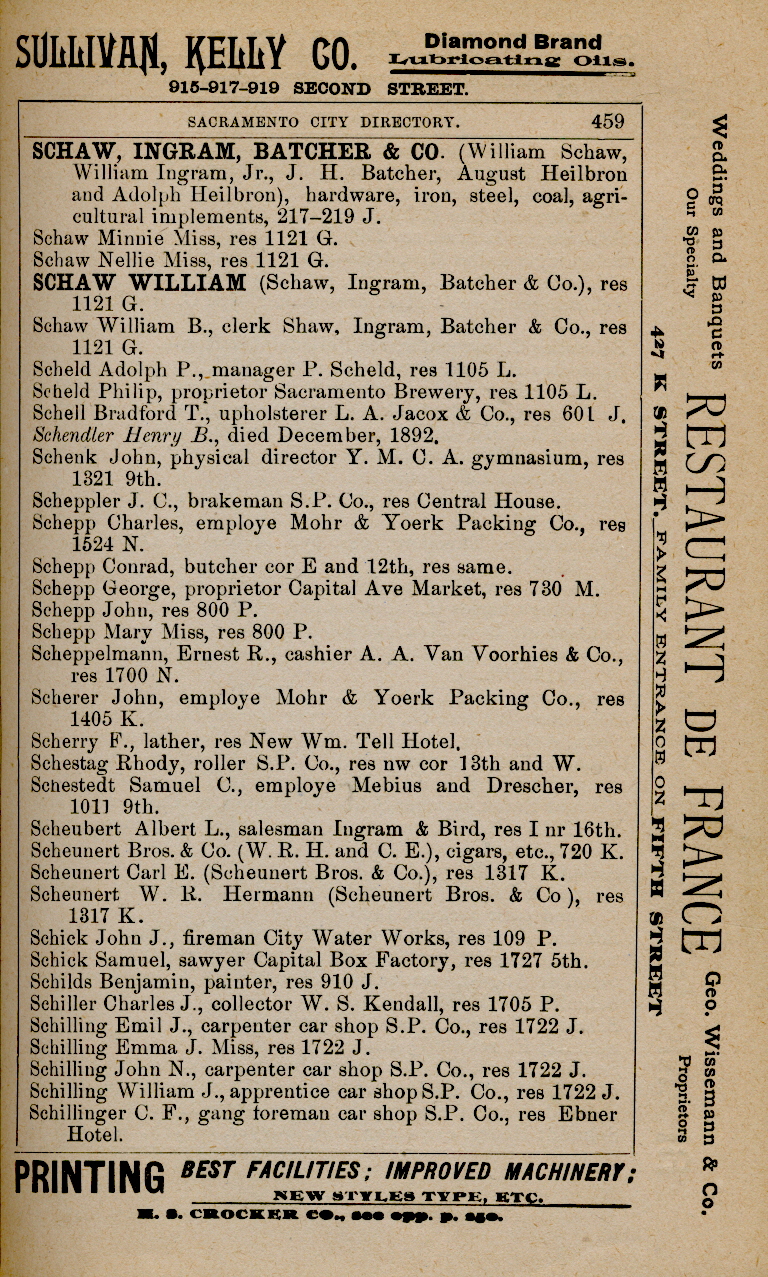 SULLIVAN, KELLY CO.
Diamond Brand
Lubricating Oils.
915-917-919 SECOND STREET.
SACRAMENTO CITY DIRECTORY. 459
SCHAW, INGRAM, BATCHER & CO. (William Schaw,
William Ingram, Jr., J. H. Batcher, August Heilbron
and Adolph Heilbron), hardware, iron, steel, coal, agri-
cultural implements, 217-219 J.
Schaw Minnie Miss, res 1121 G.
Schaw Nellie Miss, res 1121 G.
SCHAW WILLIAM (Schaw, Ingram, Batcher & Co.), res
1121 G.
Schaw William B., clerk Shaw, Ingram, Batcher & Co., res
1121 G.
Scheld Adolph P., manager P. Scheld, res 1105 L.
Scheld Philip, proprietor Sacramento Brewery, res 1105 L.
Schell Bradford T., upholsterer L. A. Jacox & Co., res 601 J.
Schendler Henry B., died December, 1892.
Schenk John, physical director Y. M. C. A. gymnasium, res
1321 9th.
Scheppler J. C., brakeman S.P. Co., res Central House.
Schepp Charles, employe Mohr & Yoerk Packing Co., res
1524 N.
Schepp Conrad, butcher cor E and 12th, res same.
Schepp George, proprietor Capital Ave Market, res 730 M.
Schepp John, res 800 P.
Schepp Mary Miss, res 800 P.
Scheppelmann, Ernest R., cashier A. A. Van Voorhies & Co.,
res 1700 N.
Scherer John, employe Mohr & Yoerk Packing Co., res
1405 K.
Scherry F., lather, res New Wm. Tell Hotel.
Schestag Rhody, roller S.P. Co., res nw cor 13th and W.
Schestedt Samuel C., employe Mebius and Drescher, res
1011 9th.
Scheubert Albert L., salesman Ingram & Bird, res I nr 16th.
Scheunert Bros. & Co. (W. R. H. and C. E.), cigars, etc., 720 K.
Scheunert Carl E. (Scheunert Bros. & Co.), res 1317 K.
Scheunert W. R. Hermann (Scheunert Bros. & Co ), res
1317 K.
Schick John J., fireman City Water Works, res 109 P.
Schick Samuel, sawyer Capital Box Factory, res 1727 5th.
Schilds Benjamin, painter, res 910 J.
Schiller Charles J., collector W. S. Kendall, res 1705 P.
Schilling Emil J., carpenter car shop S.P. Co., res 1722 J.
Schilling Emma J. Miss, res 1722 J.
Schilling John N., carpenter car shop S.P. Co., res 1722 J.
Schilling William J., apprentice car shop S.P. Co., res 1722 J.
Schillinger C. F., gang foreman car shop S.P. Co., res Ebner
Hotel.
PRINTING BEST FACILITIES; IMPROVED MACHINERY;
NEW STYLES TYPE, ETC.
H. S. CROCKER CO., see opp. p.
Weddings and Banquets
Our Specialty
RESTAURANT DE FRANCE
Geo. Wissemann & Co.
Proprietors
427 K STREET. FAMILY ENTRANCE ON FIFTH STREET